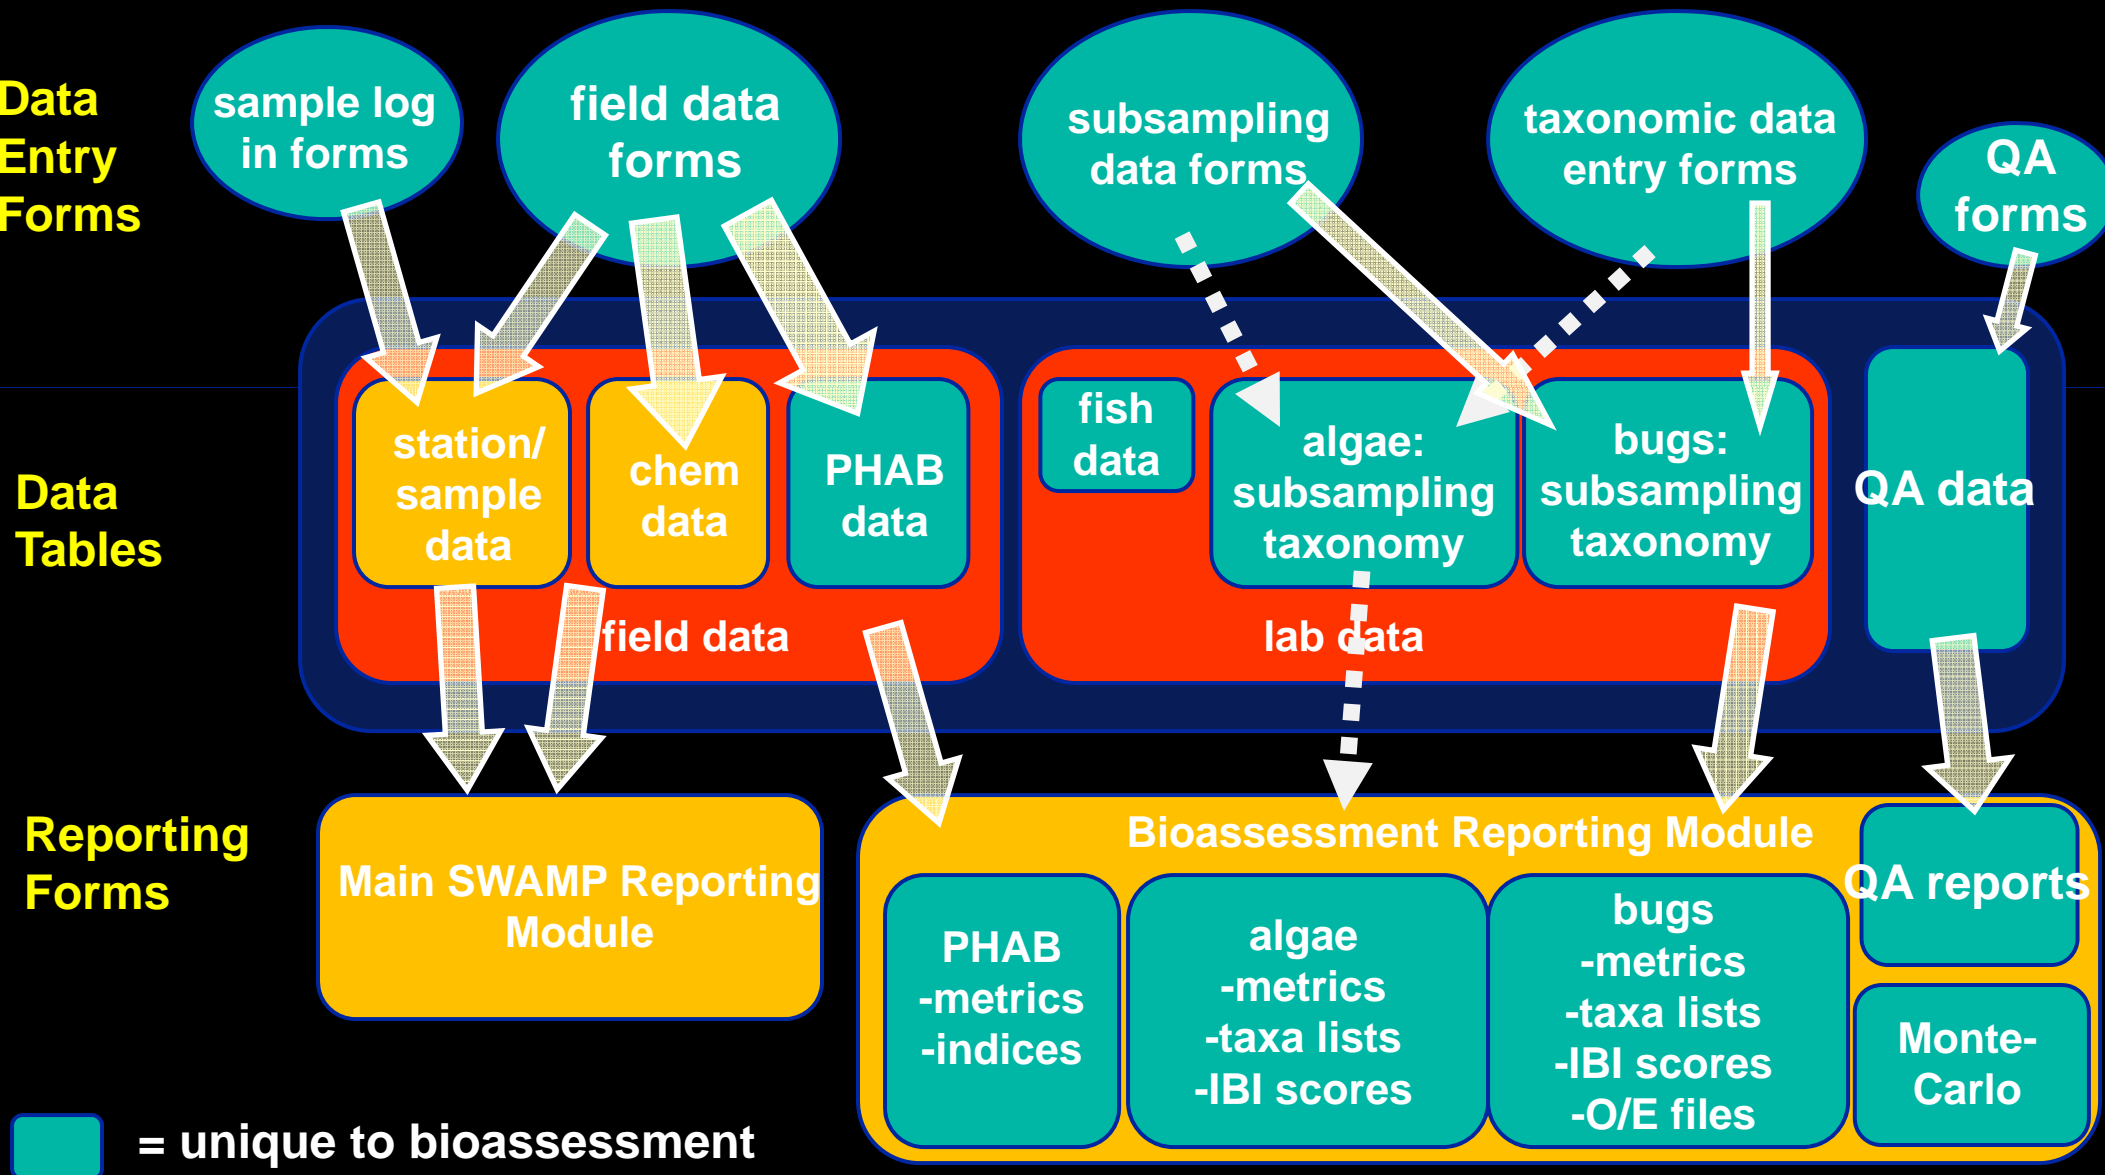 Data
Entry
Forms
sample log
in forms
field data
forms
subsampling
data forms
taxonomic data
entry forms
QA
forms
Data
Tables
station/
sample
data
chem
data
PHAB
data
field data
fish
data
algae:
subsampling
taxonomy
bugs:
subsampling
taxonomy
lab data
QA data
Reporting
Forms
Main SWAMP Reporting
Module
Bioassessment Reporting Module
PHAB
-metrics
-indices
algae
-metrics
-taxa lists
-IBI scores
bugs
-metrics
-taxa lists
-IBI scores
-O/E files
QA reports
Monte-
Carlo
= unique to bioassessment